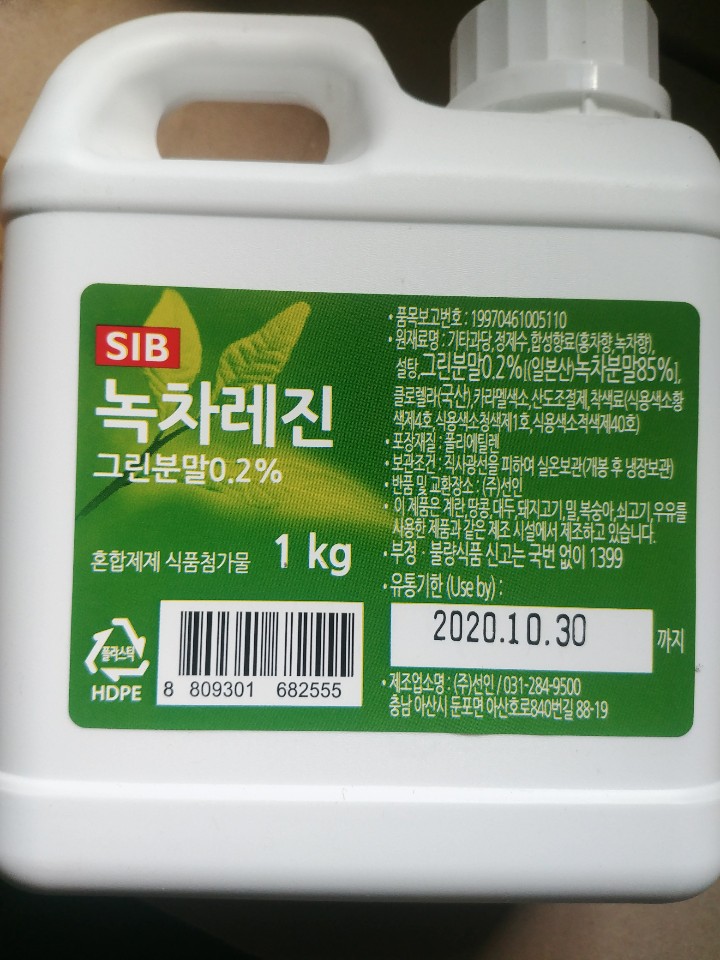 SIB
녹차레진
그린분말0.2%
혼합제제 식품첨가물 1 kg
플라스틱
HDPE
8 809301 682555
• 품목보고번호 : 19970461005110
• 원재료명 : 기타과당,정제수,합성향료(홍차향,녹차향),
설탕,그린분말0.2%[(일본산)녹차분말85%],
클로렐라(국산),카라멜색소,산도조절제,착색료(식용색소황
색제4호,식용색소청색제1호,식용색소적색제40호)
• 포장재질 : 폴리에틸렌
• 보관조건 : 직사광선을 피하여 실온보관(개봉 후 냉장보관)
• 반품 및 교환장소 : (주)선인
• 이 제품은 계란,땅콩,대두,돼지고기,밀,복숭아,쇠고기,우유를
사용한 제품과 같은 제조 시설에서 제조하고 있습니다.
• 부정·불량식품 신고는 국번 없이 1399
• 유통기한 (Use by) :
2020.10.30 까지
• 제조업소명 : (주)선인 / 031-284-9500
충남 아산시 둔포면 아산호로840번길 88-19